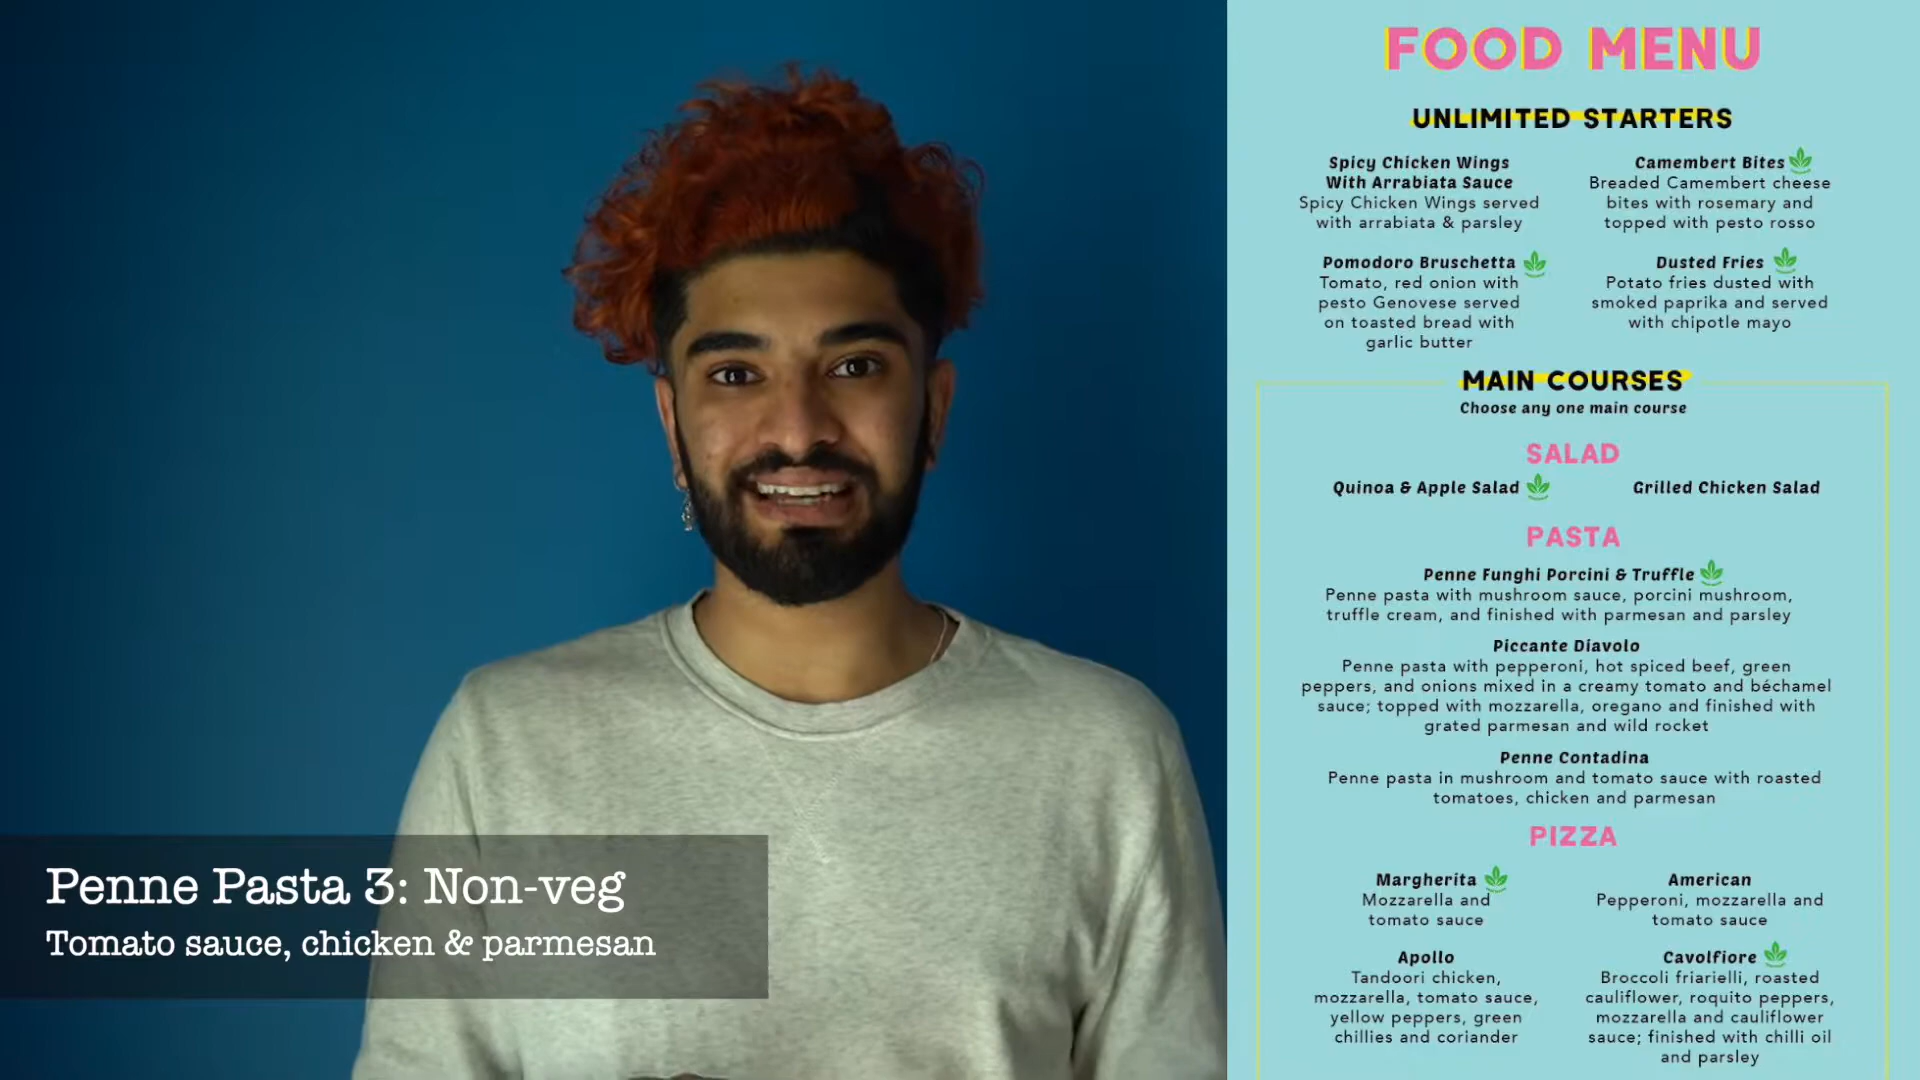 Penne Pasta 3: Non-veg
Tomato sauce, chicken & parmesan
FOOD MENU
UNLIMITED STARTERS
Spicy Chicken Wings
With Arrabiata Sauce
Spicy Chicken Wings served
with arrabiata & parsley
Camembert Bites
Breaded Camembert cheese
bites with rosemary and
topped with pesto rosso
Pomodoro Bruschetta
Tomato, red onion with
pesto Genovese served
on toasted bread with
garlic butter
Dusted Fries
Potato fries dusted with
smoked paprika and served
with chipotle mayo
MAIN COURSES
Choose any one main course
SALAD
Quinoa & Apple Salad
Grilled Chicken Salad
PASTA
Penne Funghi Porcini & Truffle
Penne pasta with mushroom sauce, porcini mushroom,
truffle cream, and finished with parmesan and parsley
Piccante Diavolo
Penne pasta with pepperoni, hot spiced beef, green
peppers, and onions mixed in a creamy tomato and béchamel
sauce; topped with mozzarella, oregano and finished with
grated parmesan and wild rocket
Penne Contadina
Penne pasta in mushroom and tomato sauce with roasted
tomatoes, chicken and parmesan
PIZZA
Margherita
Mozzarella and
tomato sauce
American
Pepperoni, mozzarella and
tomato sauce
Apollo
Tandoori chicken,
mozzarella, tomato sauce,
yellow peppers, green
chillies and coriander
Cavolfiore
Broccoli friarielli, roasted
cauliflower, roquito peppers,
mozzarella and cauliflower
sauce; finished with chilli oil
and parsley